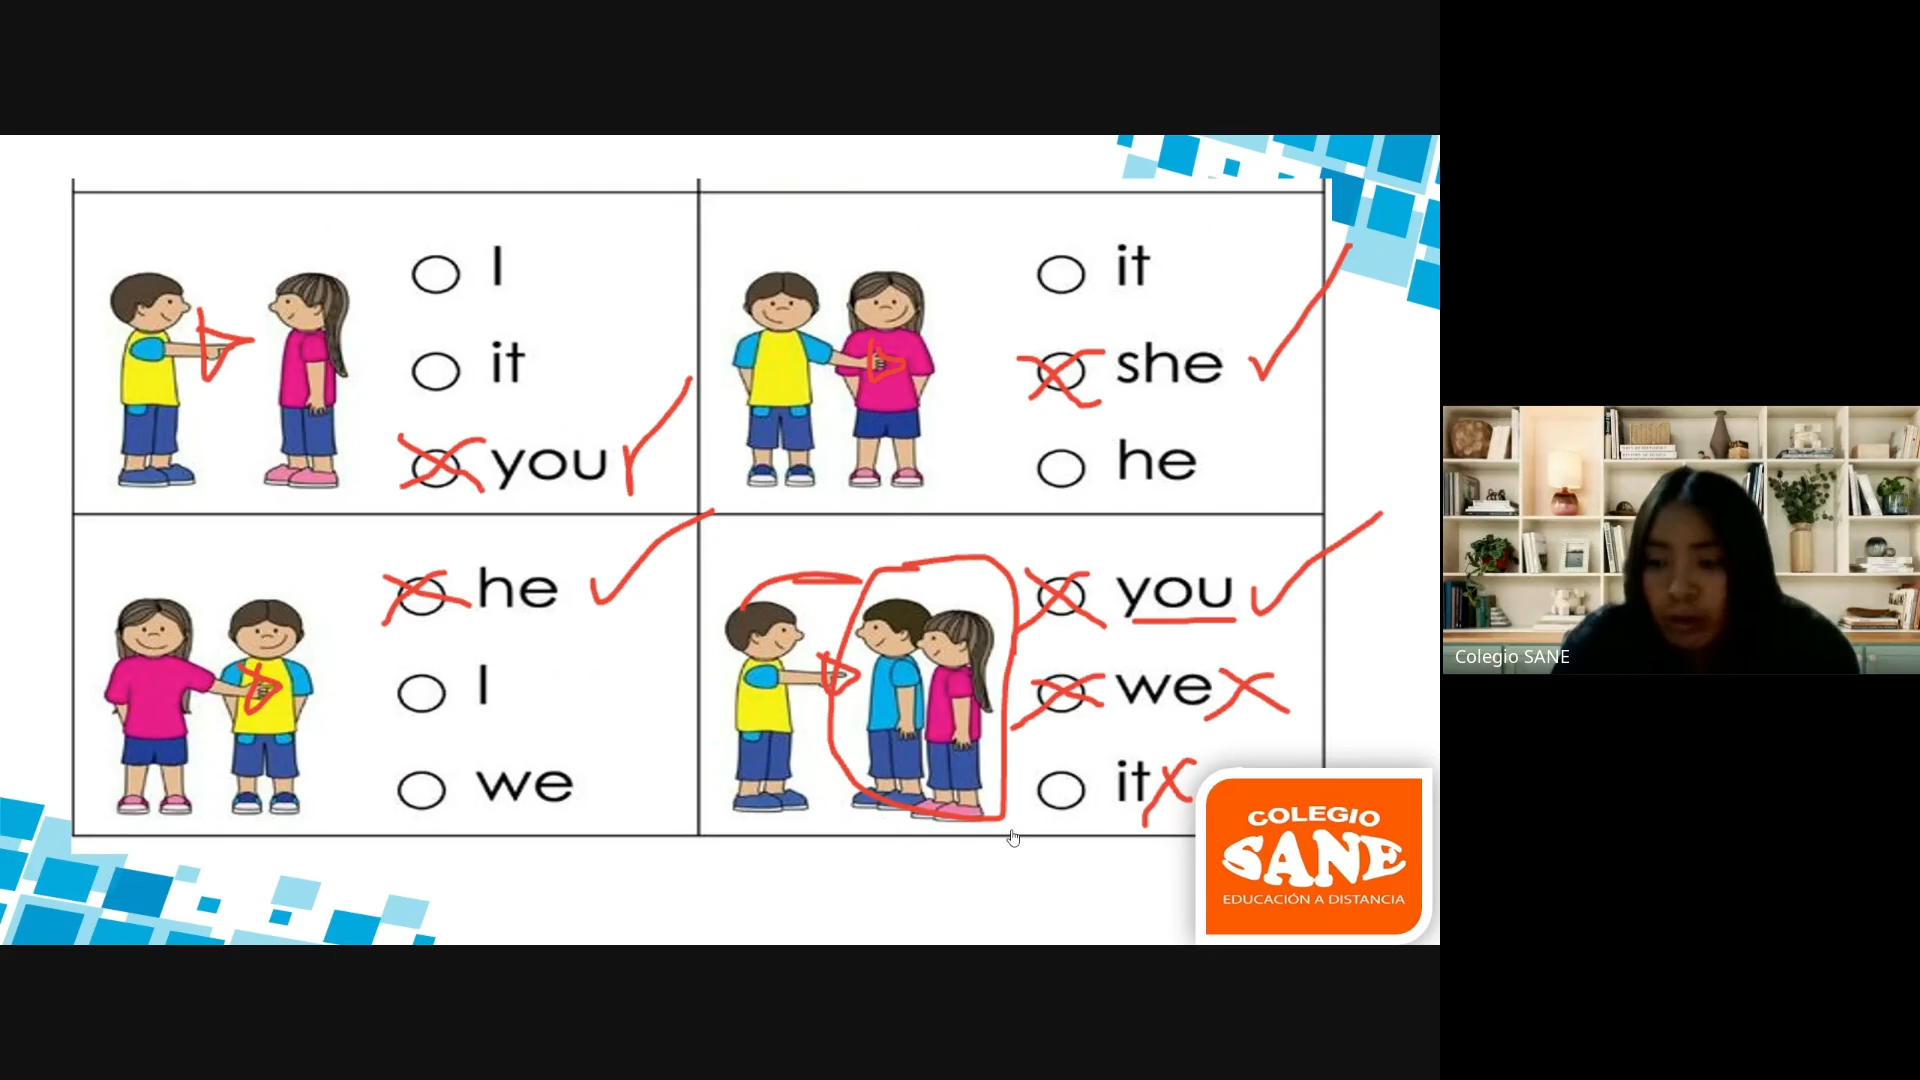 I
it
you
it
she
he
he
I
we
you
we
it
COLEGIO
SANE
EDUCACIÓN A DISTANCIA
Colegio SANE